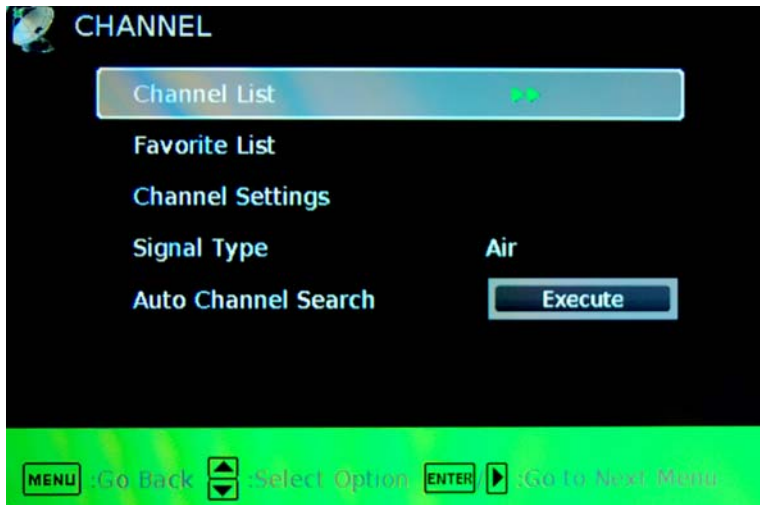 CHANNEL
Channel List
Favorite List
Channel Settings
Signal Type Air
Auto Channel Search Execute
MENU :Go Back :Select Option ENTER/ :Go to Next Menu